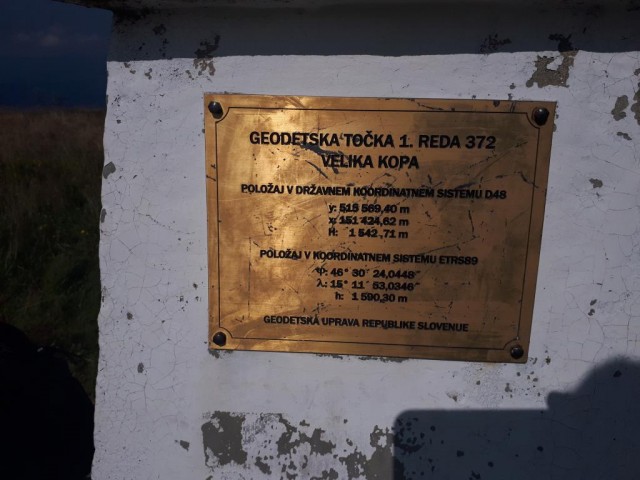 GEODETSKA TOČKA 1. REDA 372
VELIKA KOPA
POLOŽAJ V DRŽAVNEM KOORDINATNEM SISTEMU D48
y: 515 569,40 m
x: 151 424,62 m
H: 1 542,71 m
POLOŽAJ V KOORDINATNEM SISTEMU ETRS89
φ: 46° 30´ 24,0448˝
λ: 15° 11´ 53,0346˝
h: 1 590,30 m
GEODETSKA UPRAVA REPUBLIKE SLOVENIJE